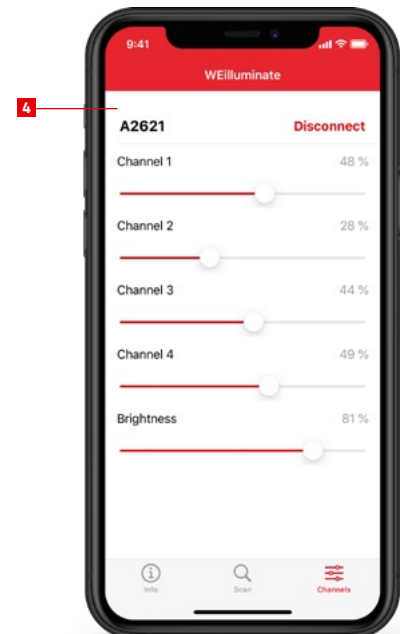 9:41
WEilluminate
4
A2621 Disconnect
Channel 1 48 %
Channel 2 28 %
Channel 3 44 %
Channel 4 49 %
Brightness 81 %
Info Scan Channels